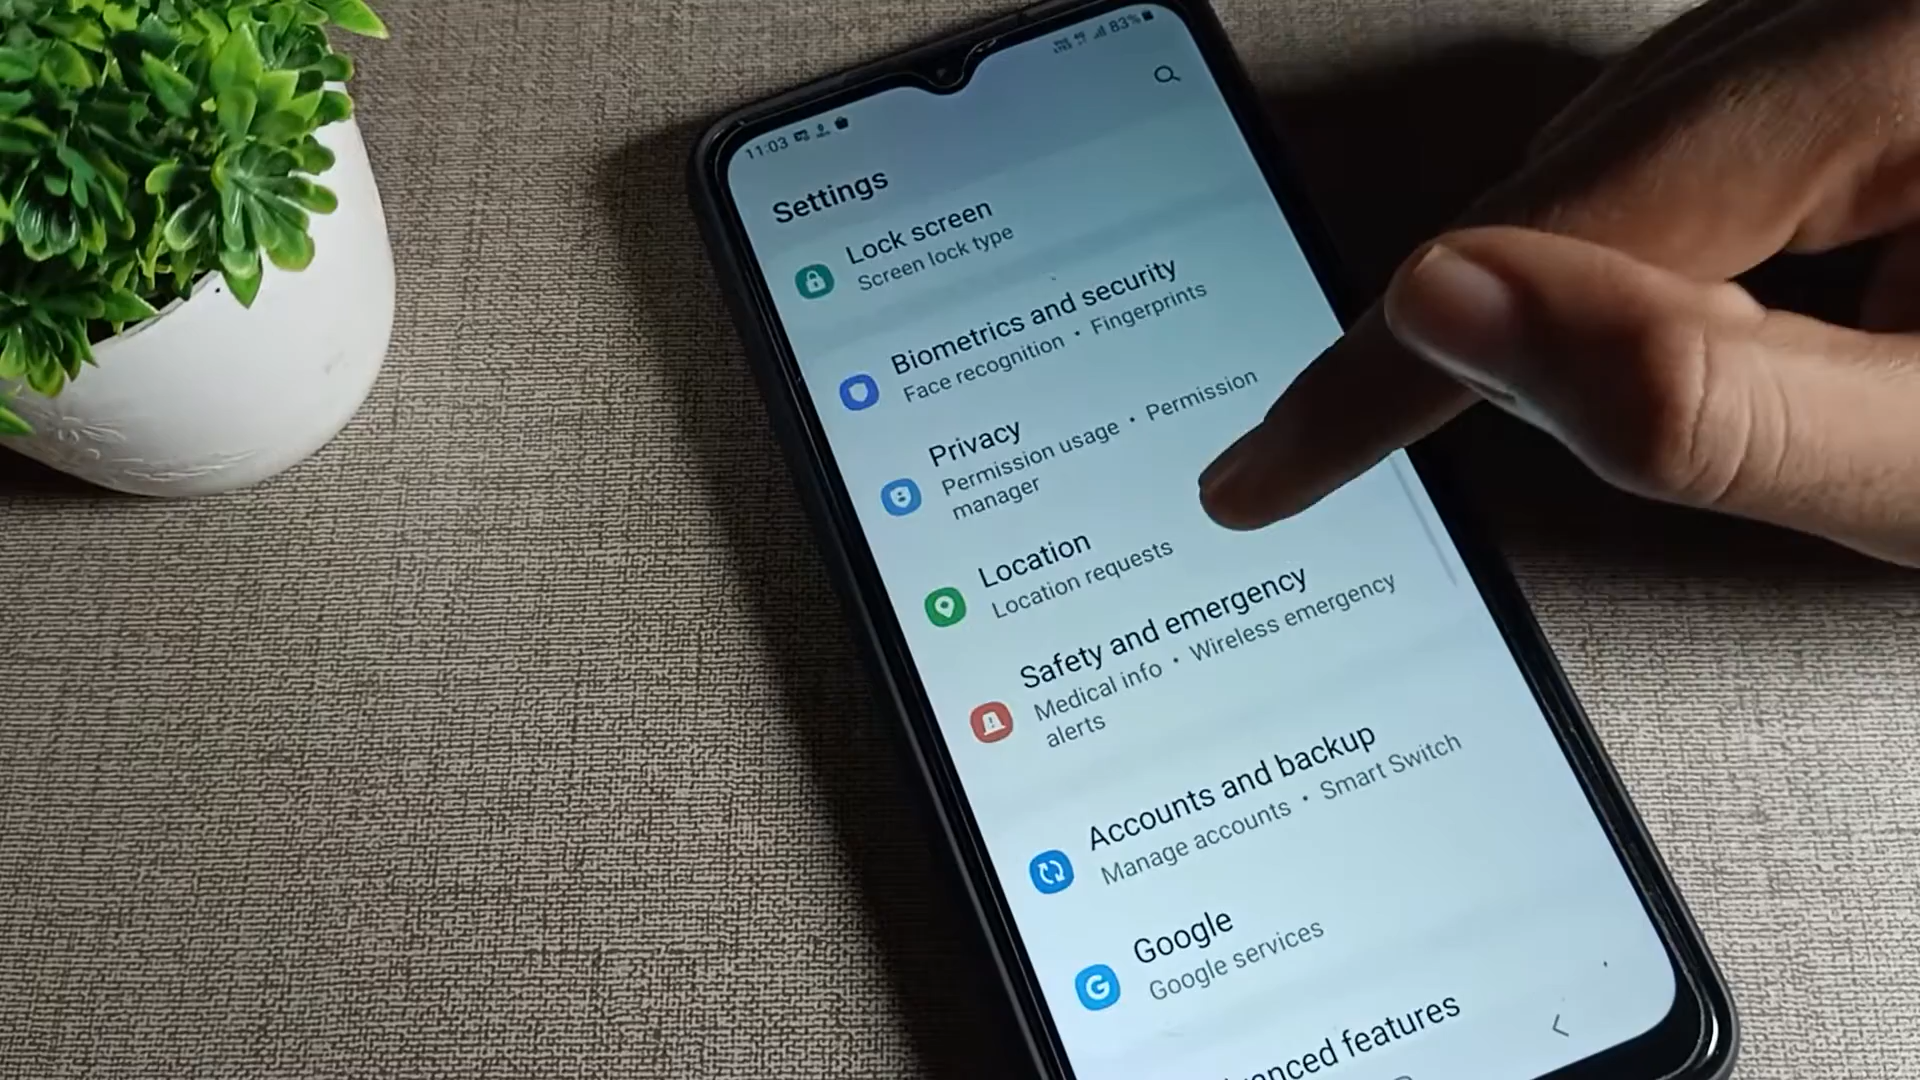 11:03
83%
Settings
Lock screen
Screen lock type
Biometrics and security
Face recognition • Fingerprints
Privacy
Permission usage • Permission
manager
Location
Location requests
Safety and emergency
Medical info • Wireless emergency
alerts
Accounts and backup
Manage accounts • Smart Switch
Google
Google services
anced features